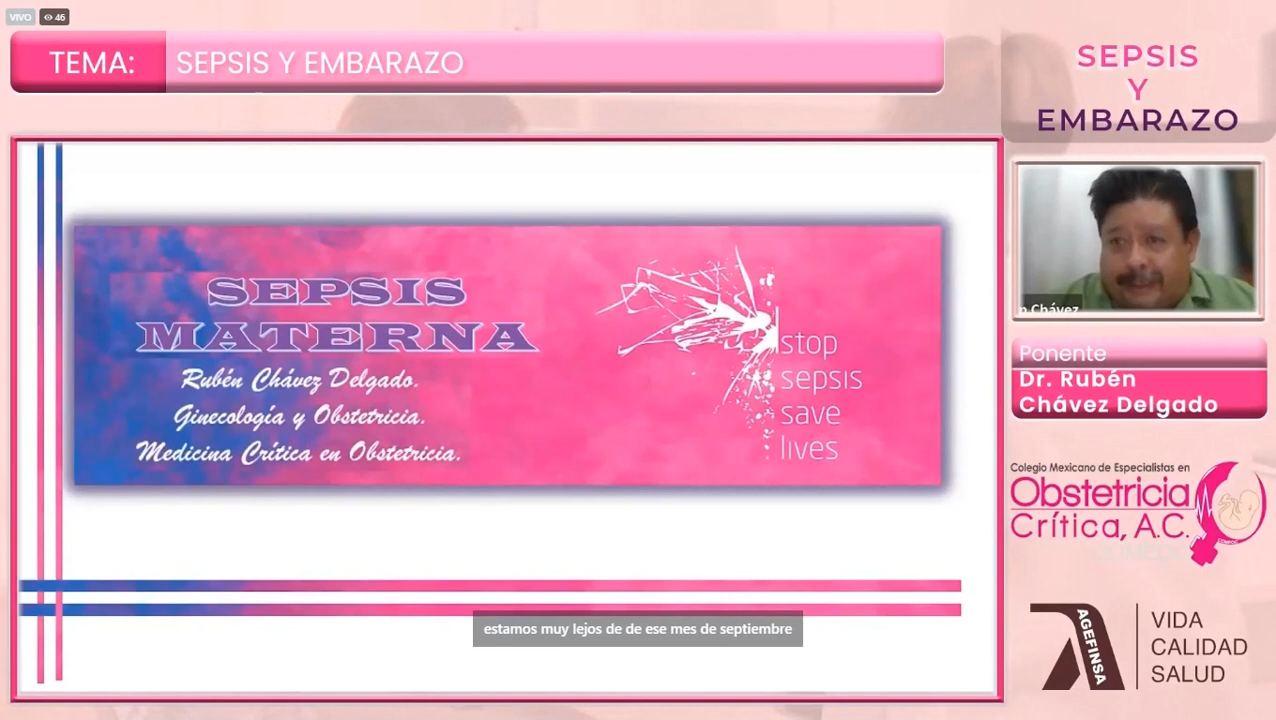 VIVO
46
TEMA:
SEPSIS Y EMBARAZO
SEPSIS
Y
EMBARAZO
SEPSIS
MATERNA
Rubén Chávez Delgado.
Ginecología y Obstetricia.
Medicina Crítica en Obstetricia.
stop
sepsis
save
lives
estamos muy lejos de de ese mes de septiembre
Chávez
Ponente
Dr. Rubén
Chávez Delgado
Colegio Mexicano de Especialistas en
Obstetricia
Crítica, A.C.
AGEFINSA
VIDA
CALIDAD
SALUD